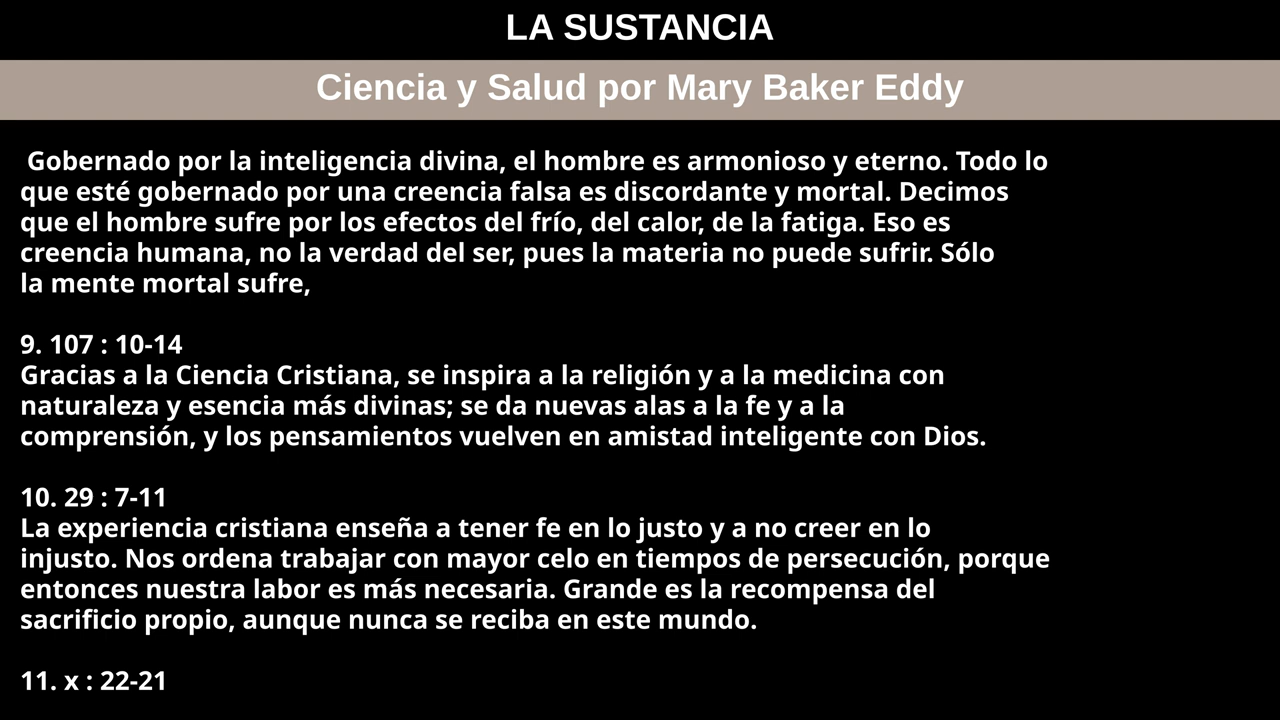 LA SUSTANCIA
Ciencia y Salud por Mary Baker Eddy
Gobernado por la inteligencia divina, el hombre es armonioso y eterno. Todo lo
que esté gobernado por una creencia falsa es discordante y mortal. Decimos
que el hombre sufre por los efectos del frío, del calor, de la fatiga. Eso es
creencia humana, no la verdad del ser, pues la materia no puede sufrir. Sólo
la mente mortal sufre,
9. 107 : 10-14
Gracias a la Ciencia Cristiana, se inspira a la religión y a la medicina con
naturaleza y esencia más divinas; se da nuevas alas a la fe y a la
comprensión, y los pensamientos vuelven en amistad inteligente con Dios.
10. 29 : 7-11
La experiencia cristiana enseña a tener fe en lo justo y a no creer en lo
injusto. Nos ordena trabajar con mayor celo en tiempos de persecución, porque
entonces nuestra labor es más necesaria. Grande es la recompensa del
sacrificio propio, aunque nunca se reciba en este mundo.
11. x : 22-21